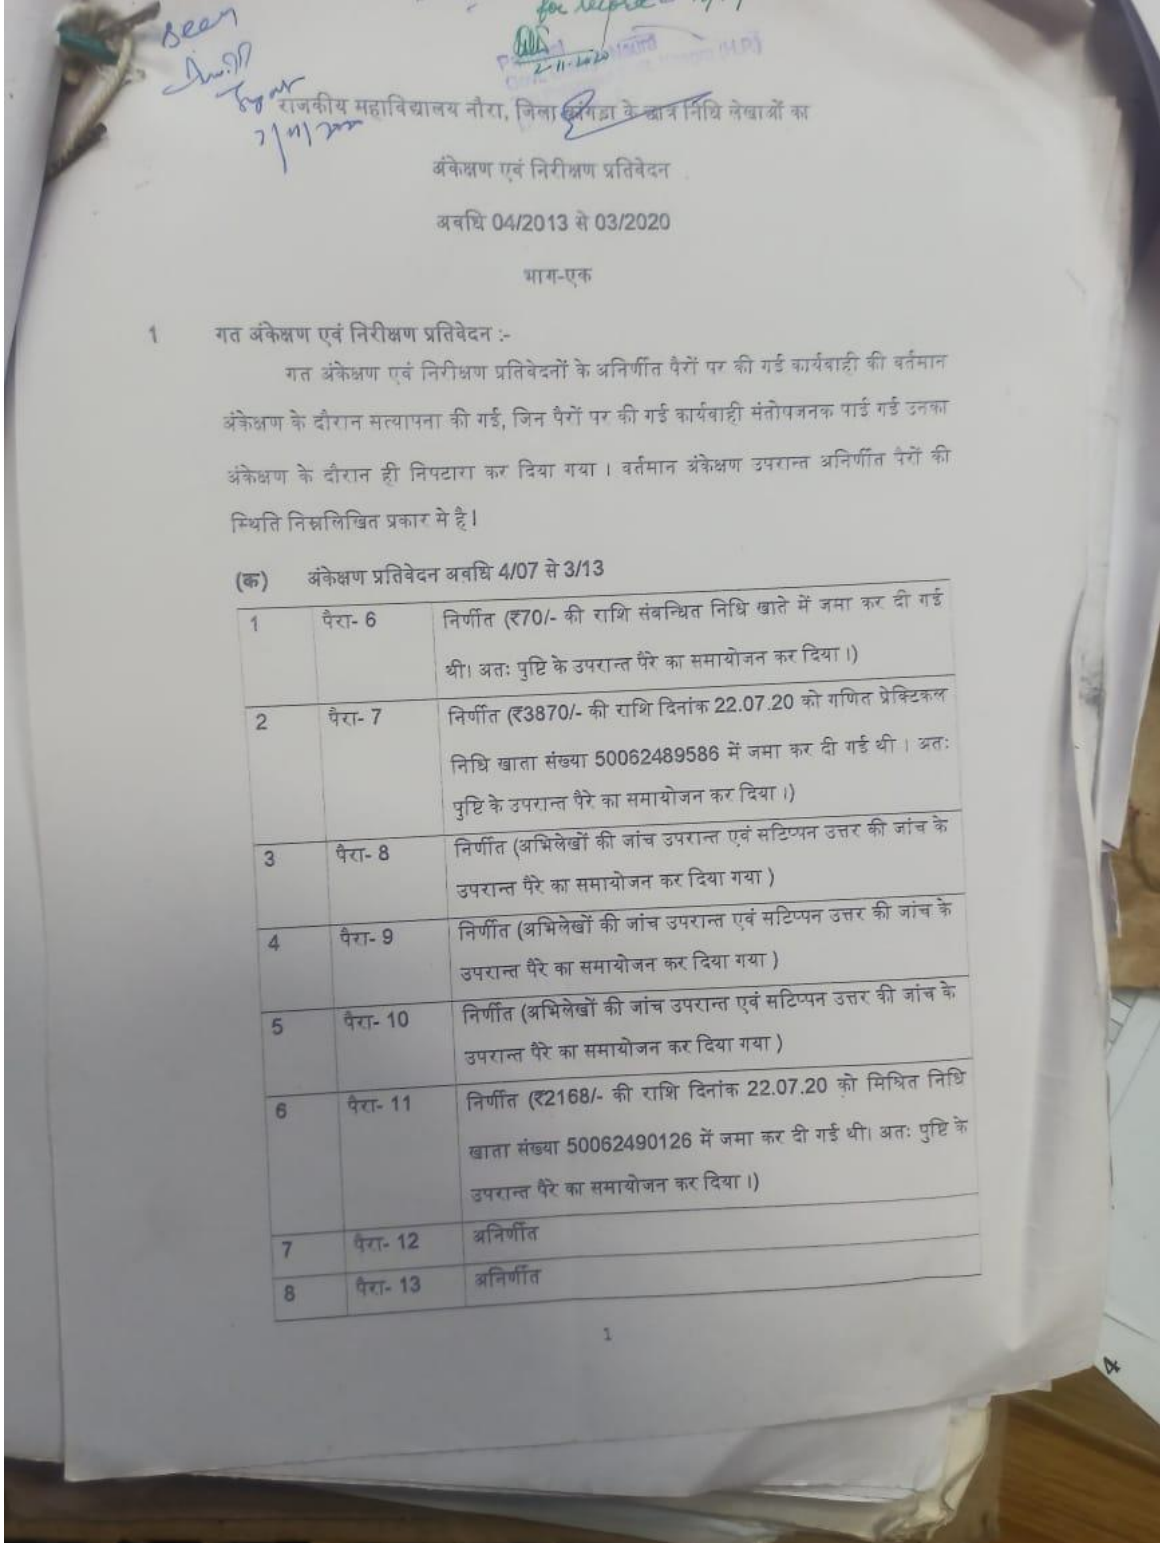 for record
seen
2-11-2020
राजकीय महाविद्यालय नौरा, जिला कांगडा के छात्र निधि लेखाओं का
अंकेक्षण एवं निरीक्षण प्रतिवेदन
अवधि 04/2013 से 03/2020
भाग-एक
1 गत अंकेक्षण एवं निरीक्षण प्रतिवेदन :-
गत अंकेक्षण एवं निरीक्षण प्रतिवेदनों के अनिर्णीत पैरों पर की गई कार्यवाही की वर्तमान
अंकेक्षण के दौरान सत्यापना की गई, जिन पैरों पर की गई कार्यवाही संतोषजनक पाई गई उनका
अंकेक्षण के दौरान ही निपटारा कर दिया गया । वर्तमान अंकेक्षण उपरान्त अनिर्णीत पैरों की
स्थिति निम्नलिखित प्रकार से है।
(क) अंकेक्षण प्रतिवेदन अवधि 4/07 से 3/13
1 पैरा- 6 निर्णीत (₹70/- की राशि संबन्धित निधि खाते में जमा कर दी गई
थी। अतः पुष्टि के उपरान्त पैरे का समायोजन कर दिया ।)
2 पैरा- 7 निर्णीत (₹3870/- की राशि दिनांक 22.07.20 को गणित प्रेक्टिकल
निधि खाता संख्या 50062489586 में जमा कर दी गई थी । अतः
पुष्टि के उपरान्त पैरे का समायोजन कर दिया ।)
3 पैरा- 8 निर्णीत (अभिलेखों की जांच उपरान्त एवं सटिप्पन उत्तर की जांच के
उपरान्त पैरे का समायोजन कर दिया गया )
4 पैरा- 9 निर्णीत (अभिलेखों की जांच उपरान्त एवं सटिप्पन उत्तर की जांच के
उपरान्त पैरे का समायोजन कर दिया गया )
5 पैरा- 10 निर्णीत (अभिलेखों की जांच उपरान्त एवं सटिप्पन उत्तर की जांच के
उपरान्त पैरे का समायोजन कर दिया गया )
6 पैरा- 11 निर्णीत (₹2168/- की राशि दिनांक 22.07.20 को मिश्रित निधि
खाता संख्या 50062490126 में जमा कर दी गई थी। अतः पुष्टि के
उपरान्त पैरे का समायोजन कर दिया ।)
7 पैरा- 12 अनिर्णीत
8 पैरा- 13 अनिर्णीत
1